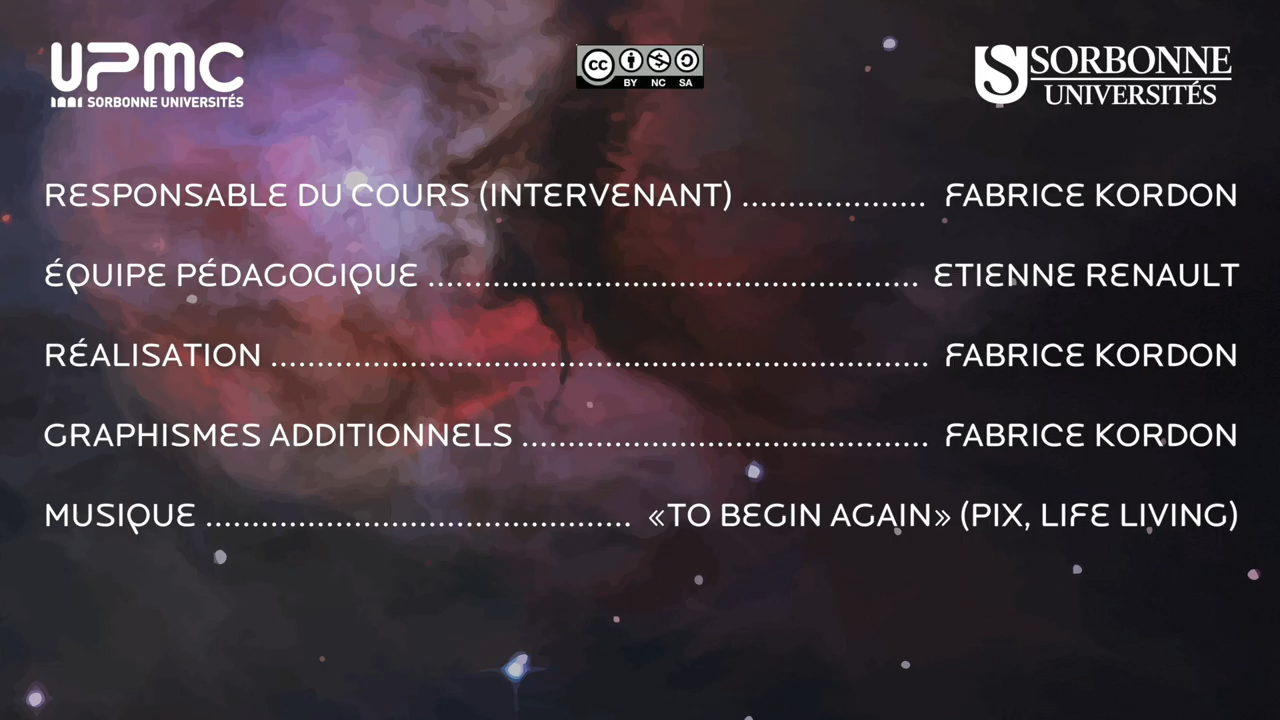 UPMC
SORBONNE UNIVERSITÉS
cc
BY NC SA
SORBONNE
UNIVERSITÉS
RESPONSABLE DU COURS (INTERVENANT) .................... FABRICE KORDON
ÉQUIPE PÉDAGOGIQUE .................................................... ETIENNE RENAULT
RÉALISATION ...................................................................... FABRICE KORDON
GRAPHISMES ADDITIONNELS ........................................... FABRICE KORDON
MUSIQUE ............................................. «TO BEGIN AGAIN» (PIX, LIFE LIVING)